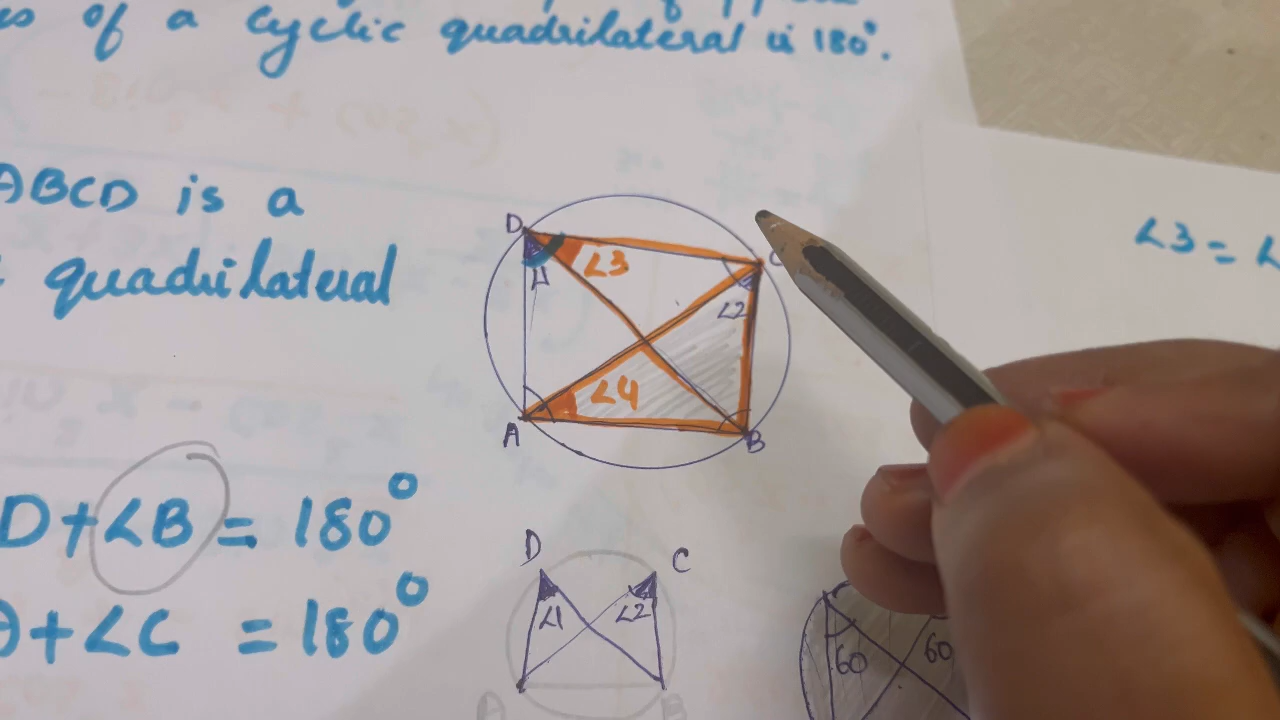 of a cyclic quadrilateral is 180°.
ABCD is a
quadrilateral
D+∠B = 180°
+∠C = 180°
D
∠1
∠3
C
∠2
∠4
A
B
∠3 = ∠
D
C
∠1
∠2
60
60